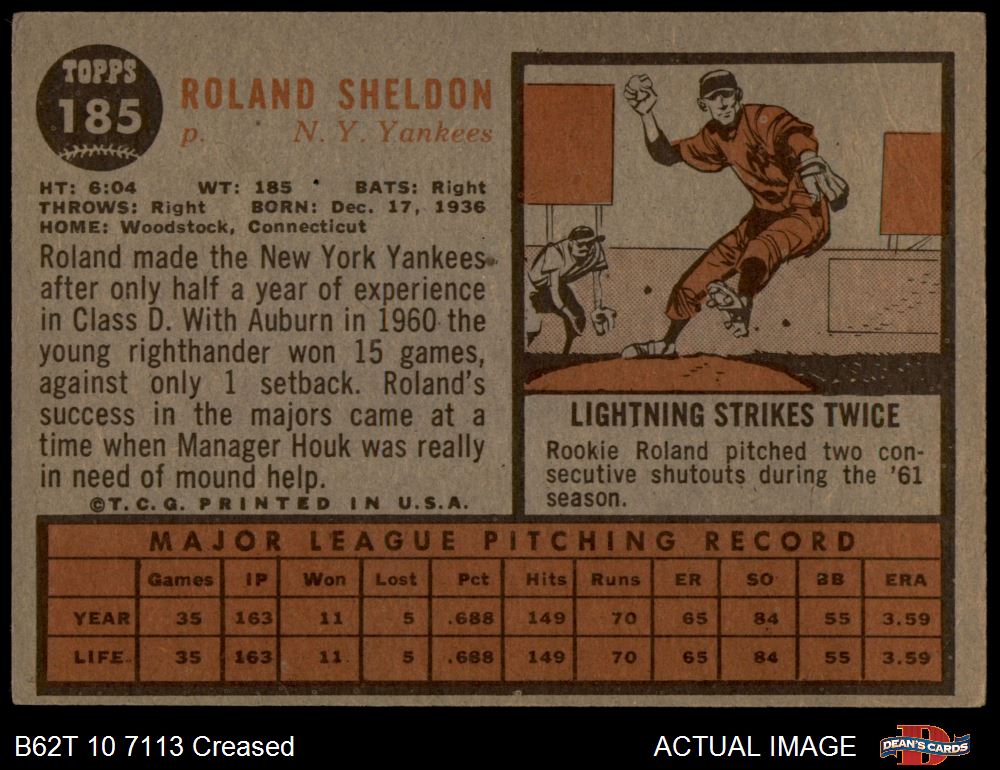 TOPPS
185
ROLAND SHELDON
p. N. Y. Yankees
HT: 6:04 WT: 185 BATS: Right
THROWS: Right BORN: Dec. 17, 1936
HOME: Woodstock, Connecticut
Roland made the New York Yankees
after only half a year of experience
in Class D. With Auburn in 1960 the
young righthander won 15 games,
against only 1 setback. Roland's
success in the majors came at a
time when Manager Houk was really
in need of mound help.
©T. C. G. PRINTED IN U.S.A.
LIGHTNING STRIKES TWICE
Rookie Roland pitched two con-
secutive shutouts during the '61
season.
MAJOR LEAGUE PITCHING RECORD
Games IP Won Lost Pct Hits Runs ER SO BB ERA
YEAR 35 163 11 5 .688 149 70 65 84 55 3.59
LIFE 35 163 11 5 .688 149 70 65 84 55 3.59
B62T 10 7113 Creased
ACTUAL IMAGE
D
DEAN'S CARDS